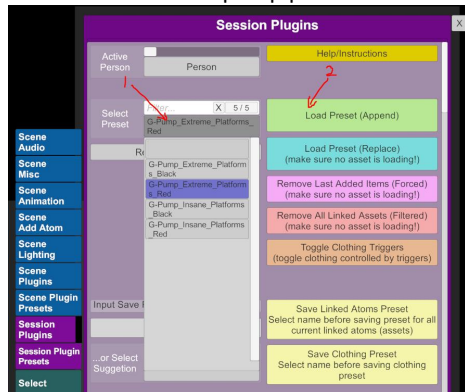 Session Plugins
X
Active
Person
Person
Help/Instructions
1
2
Select
Preset
Filter...
X
5 / 5
G-Pump_Extreme_Platforms_
Red
Load Preset (Append)
Load Preset (Replace)
(make sure no asset is loading!)
G-Pump_Extreme_Platform
s_Black
G-Pump_Extreme_Platform
s_Red
G-Pump_Insane_Platforms
_Black
G-Pump_Insane_Platforms
_Red
Remove Last Added Items (Forced)
(make sure no asset is loading!)
Remove All Linked Assets (Filtered)
(make sure no asset is loading!)
Toggle Clothing Triggers
(toggle clothing controlled by triggers)
Input Save
Save Linked Atoms Preset
Select name before saving preset for all
current linked atoms (assets)
...or Select
Suggetion
Save Clothing Preset
Select name before saving clothing
preset
Scene
Audio
Scene
Misc
Scene
Animation
Scene
Add Atom
Scene
Lighting
Scene
Plugins
Scene Plugin
Presets
Session
Plugins
Session Plugin
Presets
Select